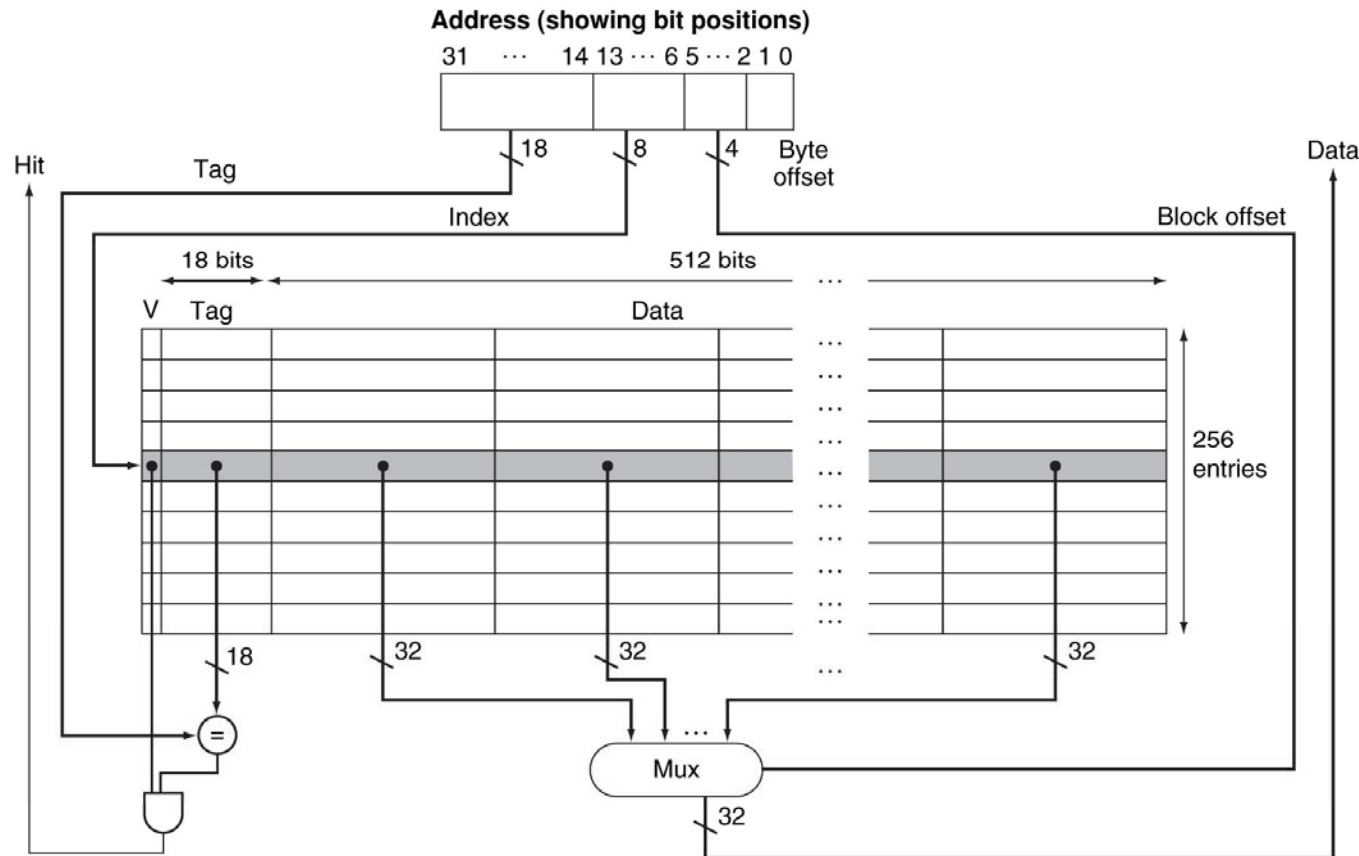 Address (showing bit positions)
31 ··· 14 13 ··· 6 5 ··· 2 1 0
18 8 4 Byte offset
Hit
Tag
Data
Index
Block offset
18 bits
512 bits
···
V Tag Data
···
···
···
···
···
···
···
···
···
···
256
entries
18 32 32 ··· 32
=
···
Mux
32